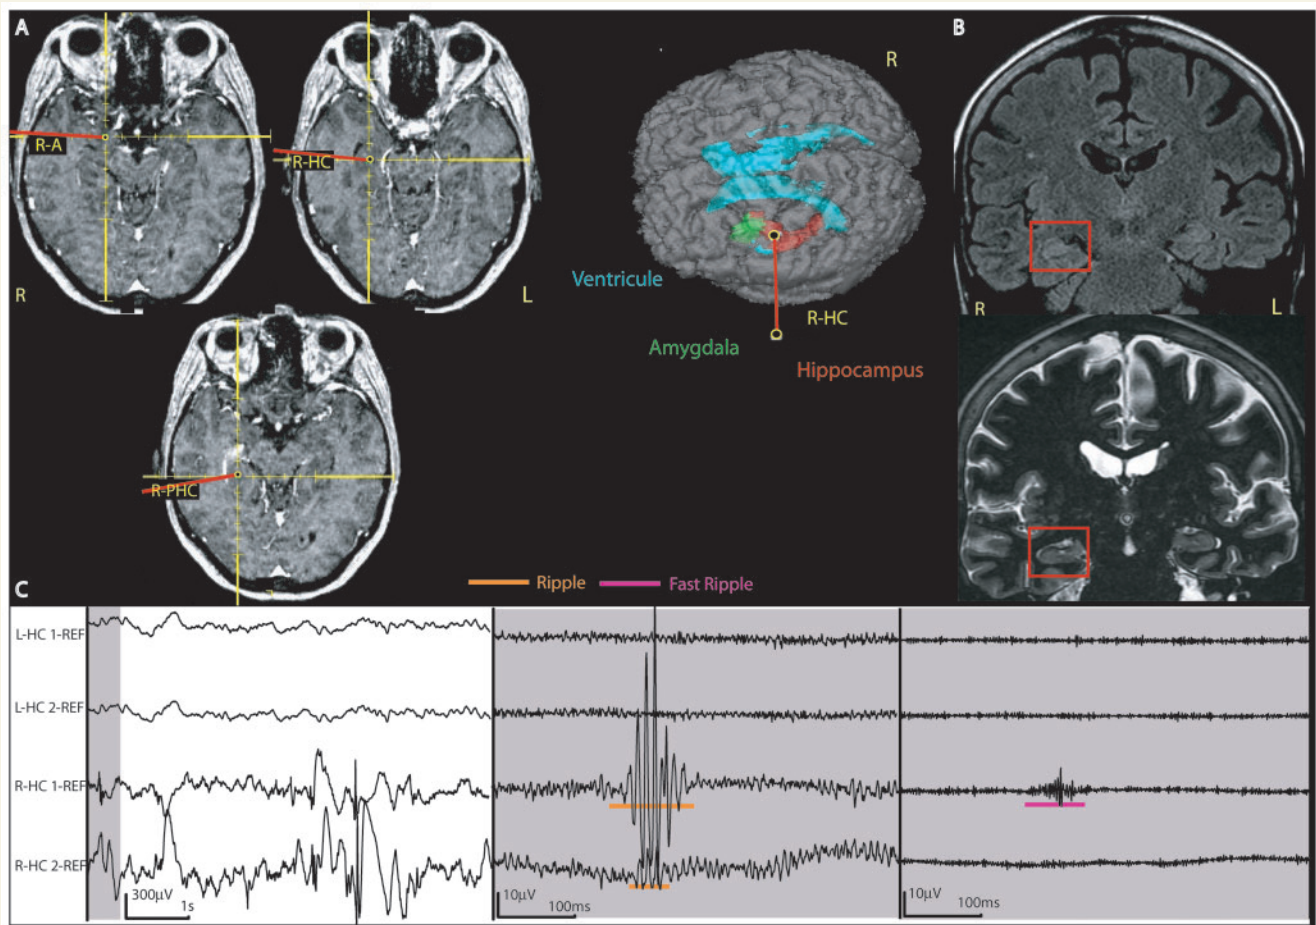 A
R-A
R-HC
R
L
R-PHC
R
Ventricule
R-HC
Amygdala
Hippocampus
B
R
L
C
Ripple
Fast Ripple
L-HC 1-REF
L-HC 2-REF
R-HC 1-REF
R-HC 2-REF
300µV
1s
10µV
100ms
10µV
100ms